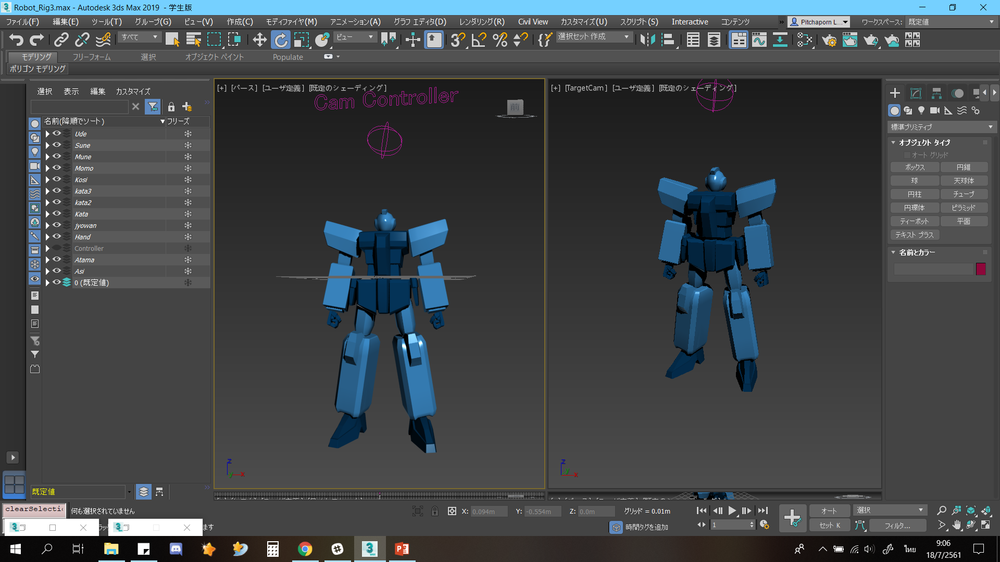 Robot_Rig3.max - Autodesk 3ds Max 2019 - 学生版
ファイル(F) 編集(E) ツール(T) グループ(G) ビュー(V) 作成(C) モディファイヤ(M) アニメーション(A) グラフ エディタ(D) レンダリング(R) Civil View カスタマイズ(U) スクリプト(S) Interactive コンテンツ » Pitchaporn L... ワークスペース: 既定値
すべて ビュー 選択セット 作成
モデリング フリーフォーム 選択 オブジェクト ペイント Populate
ポリゴン モデリング
選択 表示 編集 カスタマイズ
名前(降順でソート) フリーズ
Ude
Sune
Mune
Momo
Kosi
kata3
kata2
Kata
jyowan
Hand
Controller
Atama
Asi
0 (既定値)
既定値
[+] [パース] [ユーザ定義] [既定のシェーディング]
Cam Controller
前
z
y x
[+] [TargetCam] [ユーザ定義] [既定のシェーディング]
z
y x
標準プリミティブ
オブジェクト タイプ
オート グリッド
ボックス 円錐
球 天球体
円柱 チューブ
円環体 ピラミッド
ティーポット 平面
テキスト プラス
名前とカラー
clearSelecti
何も選択されていません
ます
X: 0.094m Y: -0.554m Z: 0.0m グリッド = 0.01m
時間タグを追加
1
オート 選択
セット K フィルタ...
ไทย
9:06
18/7/2561